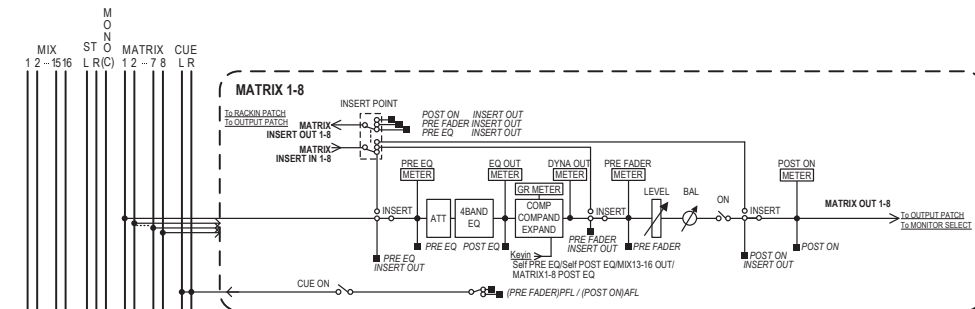 MONO
MIX ST MATRIX CUE
1 2 ··· 15 16 L R (C) 1 2 ··· 7 8 L R
MATRIX 1-8
INSERT POINT
To RACKIN PATCH
To OUTPUT PATCH
MATRIX
INSERT OUT 1-8
MATRIX
INSERT IN 1-8
POST ON INSERT OUT
PRE FADER INSERT OUT
PRE EQ INSERT OUT
PRE EQ
METER
EQ OUT
METER
DYNA OUT
METER
PRE FADER
METER
POST ON
METER
GR METER
INSERT
ATT
4BAND
EQ
COMP
COMPAND
EXPAND
INSERT
LEVEL
BAL
ON
INSERT
MATRIX OUT 1-8
To OUTPUT PATCH
To MONITOR SELECT
PRE EQ
PRE EQ
INSERT OUT
POST EQ
Keyin
Self PRE EQ/Self POST EQ/MIX13-16 OUT/
MATRIX1-8 POST EQ
PRE FADER
INSERT OUT
PRE FADER
POST ON
INSERT OUT
POST ON
CUE ON
(PRE FADER)PFL / (POST ON)AFL